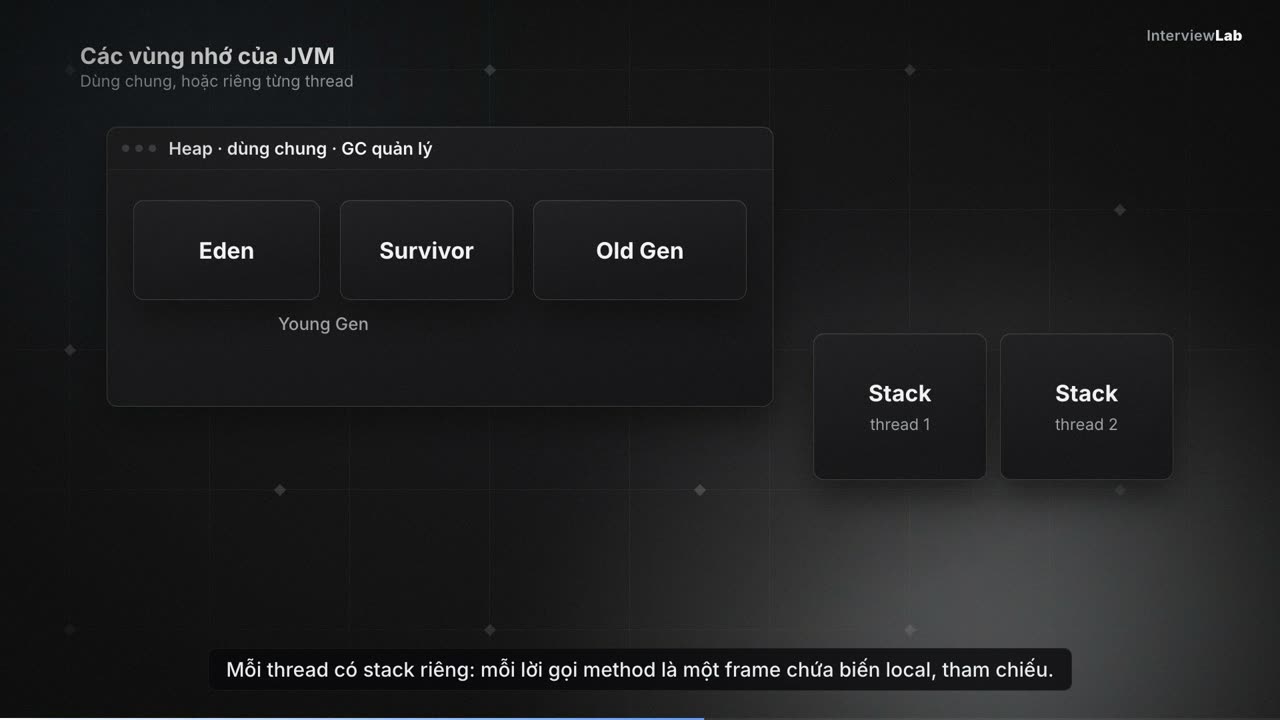 Các vùng nhớ của JVM
Dùng chung, hoặc riêng từng thread
InterviewLab
Heap · dùng chung · GC quản lý
Eden
Survivor
Old Gen
Young Gen
Stack
thread 1
Stack
thread 2
Mỗi thread có stack riêng: mỗi lời gọi method là một frame chứa biến local, tham chiếu.